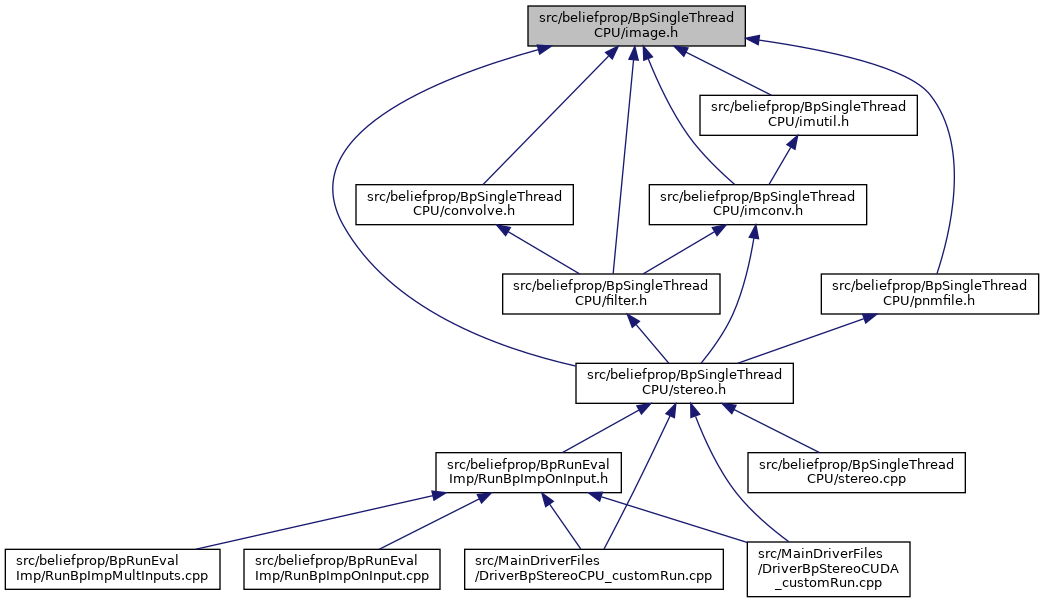 src/beliefprop/BpSingleThread
CPU/image.h
src/beliefprop/BpSingleThread
CPU/imutil.h
src/beliefprop/BpSingleThread
CPU/convolve.h
src/beliefprop/BpSingleThread
CPU/imconv.h
src/beliefprop/BpSingleThread
CPU/filter.h
src/beliefprop/BpSingleThread
CPU/pnmfile.h
src/beliefprop/BpSingleThread
CPU/stereo.h
src/beliefprop/BpRunEval
Imp/RunBpImpOnInput.h
src/beliefprop/BpSingleThread
CPU/stereo.cpp
src/beliefprop/BpRunEval
Imp/RunBpImpMultInputs.cpp
src/beliefprop/BpRunEval
Imp/RunBpImpOnInput.cpp
src/MainDriverFiles
/DriverBpStereoCPU_customRun.cpp
src/MainDriverFiles
/DriverBpStereoCUDA
_customRun.cpp